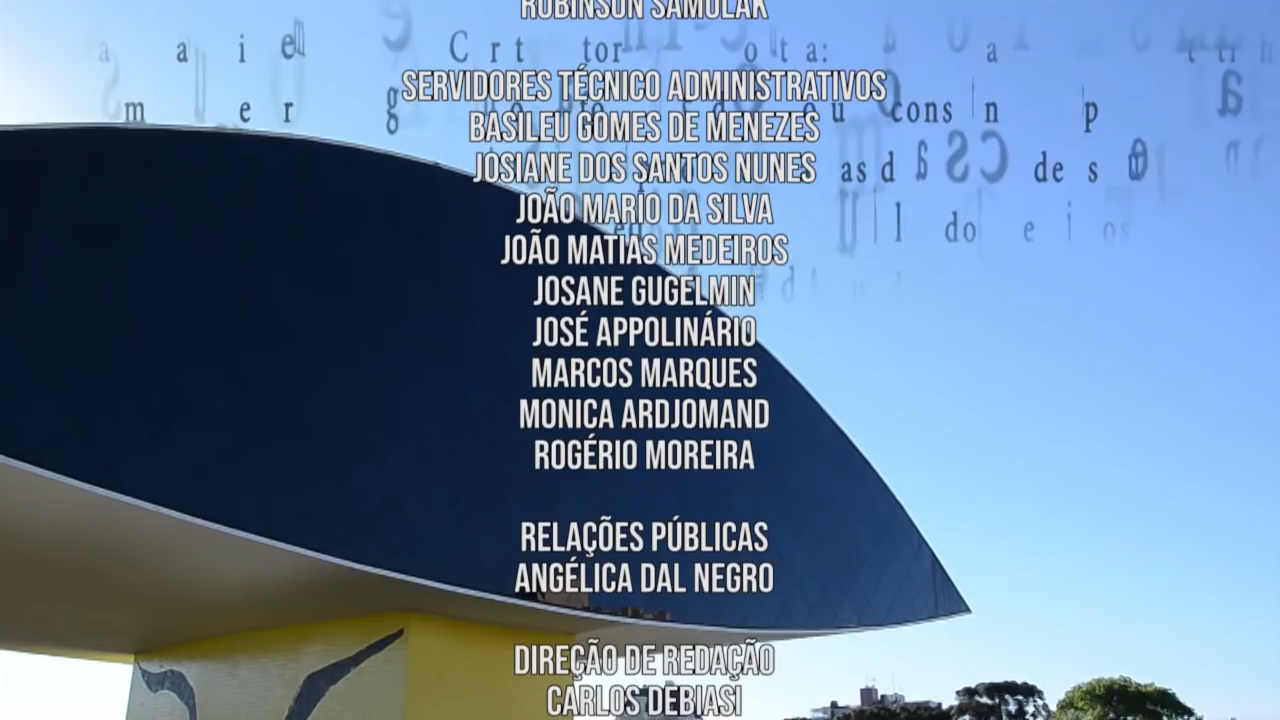 ROBINSON SAMULAK
SERVIDORES TÉCNICO ADMINISTRATIVOS
BASILEU GOMES DE MENEZES
JOSIANE DOS SANTOS NUNES
JOÃO MARIO DA SILVA
JOÃO MATIAS MEDEIROS
JOSANE GUGELMIN
JOSÉ APPOLINÁRIO
MARCOS MARQUES
MONICA ARDJOMAND
ROGÉRIO MOREIRA
RELAÇÕES PÚBLICAS
ANGÉLICA DAL NEGRO
DIREÇÃO DE REDAÇÃO
CARLOS DEBIASI